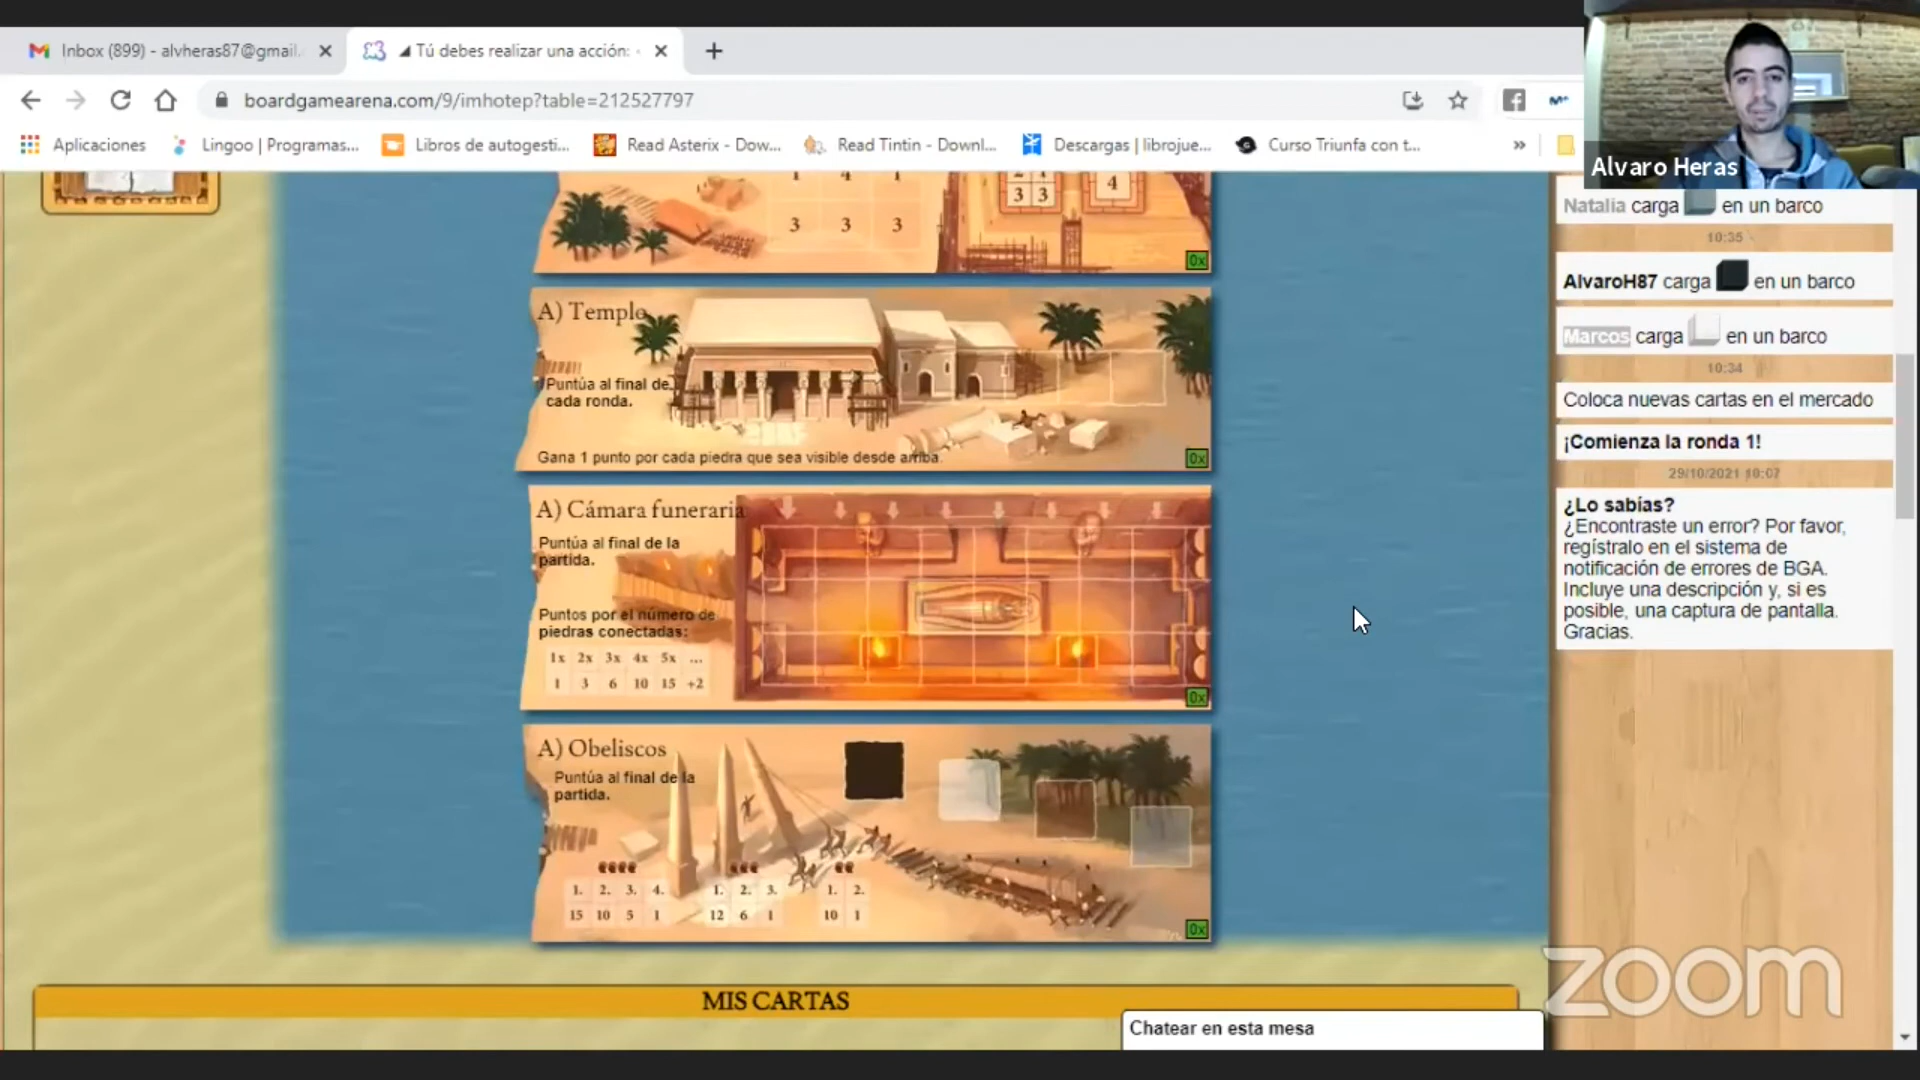 Inbox (899) - alvheras87@gmail.
Tú debes realizar una acción:
boardgamearena.com/9/imhotep?table=212527797
Aplicaciones
Lingoo | Programas...
Libros de autogesti...
Read Asterix - Dow...
Read Tintin - Downl...
Descargas | librojue...
Curso Triunfa con t...
»
Alvaro Heras
1 4 1
3 3 3
3 3
4
0x
A) Templo
Puntúa al final de
cada ronda.
Gana 1 punto por cada piedra que sea visible desde arriba.
0x
A) Cámara funeraria
Puntúa al final de la
partida.
Puntos por el número de
piedras conectadas:
1x 2x 3x 4x 5x ...
1 3 6 10 15 +2
0x
A) Obeliscos
Puntúa al final de la
partida.
1. 2. 3. 4. 1. 2. 3. 1. 2.
15 10 5 1 12 6 1 10 1
0x
MIS CARTAS
Chatear en esta mesa
Natalia carga en un barco
10:35
AlvaroH87 carga en un barco
Marcos carga en un barco
10:34
Coloca nuevas cartas en el mercado
¡Comienza la ronda 1!
29/10/2021 10:07
¿Lo sabías?
¿Encontraste un error? Por favor,
regístralo en el sistema de
notificación de errores de BGA.
Incluye una descripción y, si es
posible, una captura de pantalla.
Gracias.
zoom